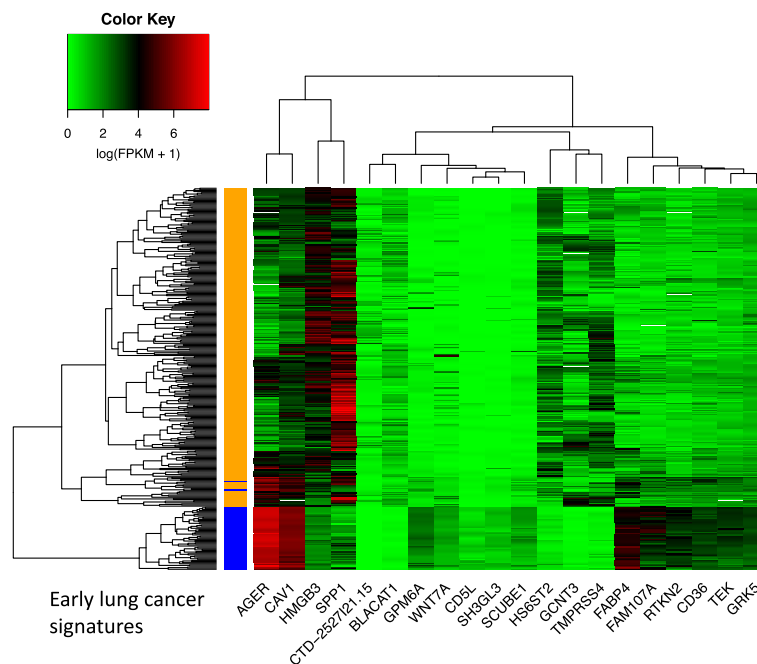 Color Key
0 2 4 6
log(FPKM + 1)
AGER
CAV1
HMGB3
SPP1
CTD-2527I21.15
BLACAT1
GPM6A
WNT7A
CD5L
SH3GL3
SCUBE1
HS6ST2
GCNT3
TMPRSS4
FABP4
FAM107A
RTKN2
CD36
TEK
GRK5
Early lung cancer
signatures